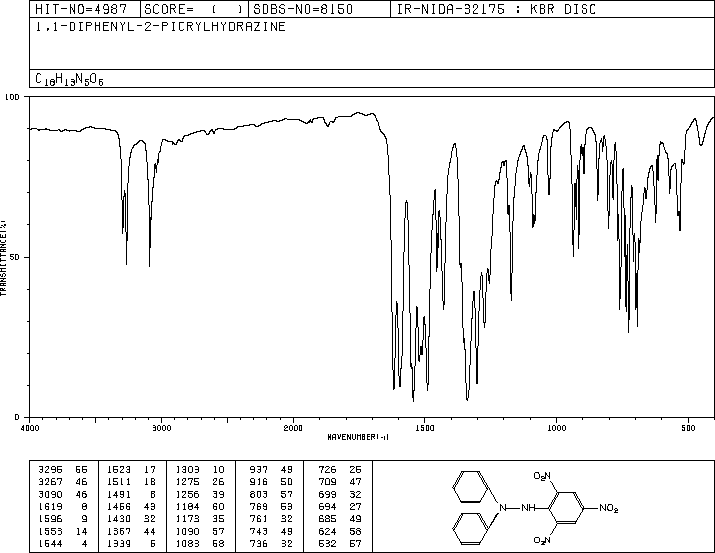 HIT-NO=4987 SCORE= ( ) SDBS-NO=8150 IR-NIDA-32175 : KBR DISC
1,1-DIPHENYL-2-PICRYLHYDRAZINE
C18H13N5O6
100
50
0
TRANSMITTANCE(%)
4000 3000 2000 1500 1000 500
WAVENUMBER(-1)
3295 55 1523 17 1303 10 937 49 726 25
3267 46 1511 18 1275 26 916 50 709 47
3090 46 1491 8 1256 39 803 57 699 32
1619 8 1456 43 1184 60 769 53 694 27
1596 9 1430 32 1173 35 761 32 685 49
1553 14 1367 44 1090 57 743 49 624 58
1544 4 1339 5 1083 58 736 32 532 57
O2N
N
NH
NO2
O2N